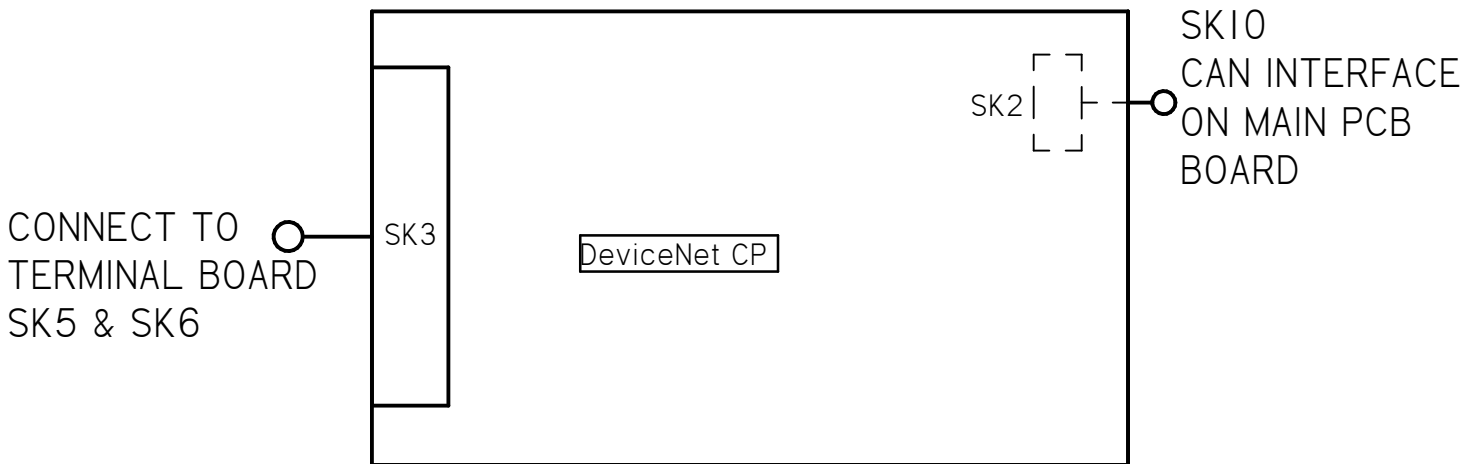 SK10
CAN INTERFACE
ON MAIN PCB
BOARD
SK2
CONNECT TO
TERMINAL BOARD
SK5 & SK6
SK3
DeviceNet CP